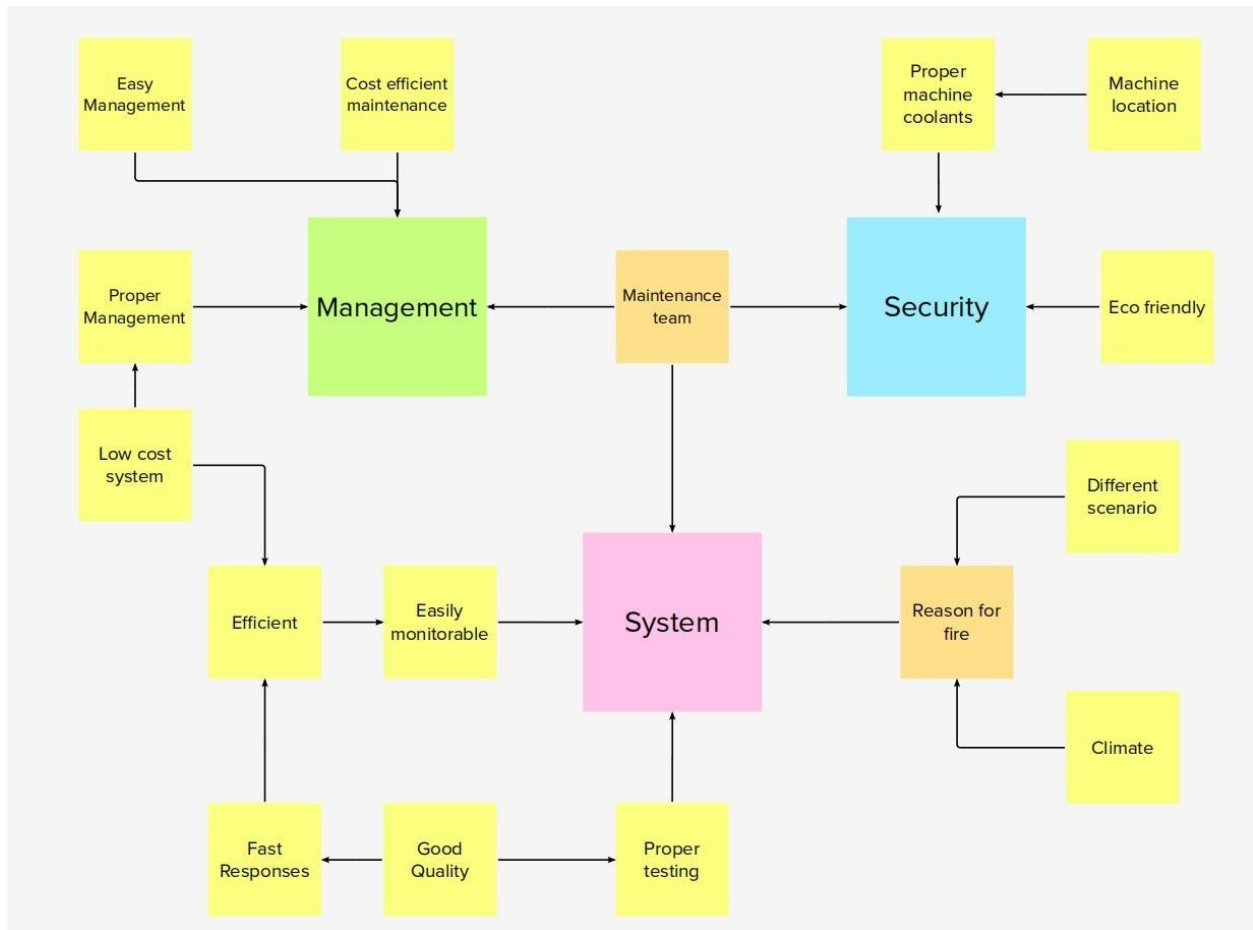 Easy
Management
Cost efficient
maintenance
Proper
machine
coolants
Machine
location
Proper
Management
Management
Maintenance
team
Security
Eco friendly
Low cost
system
Different
scenario
Efficient
Easily
monitorable
System
Reason for
fire
Climate
Fast
Responses
Good
Quality
Proper
testing